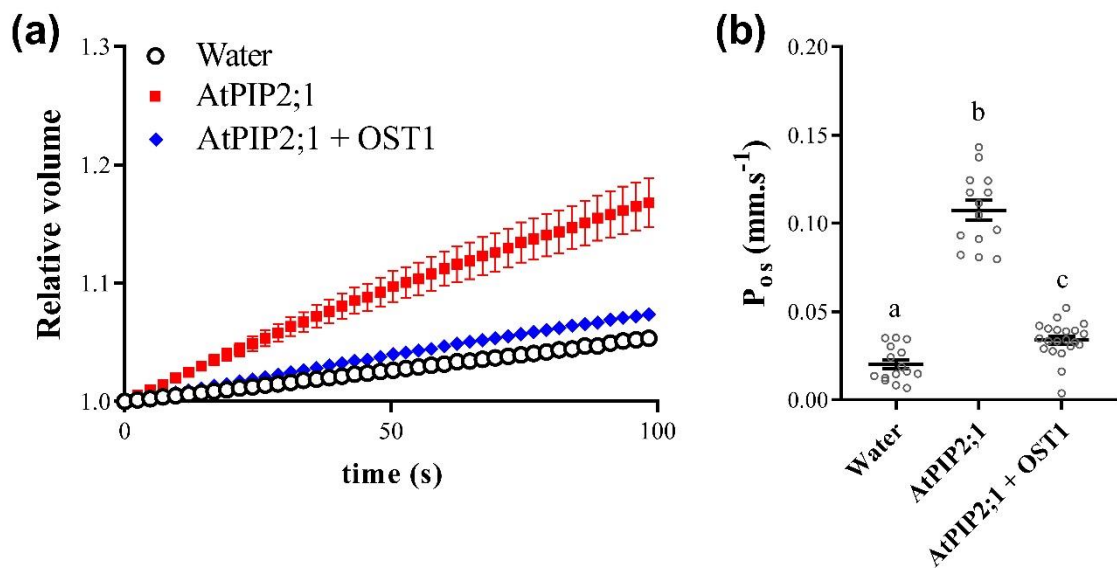 (a)
1.3
1.2
1.1
1.0
Relative volume
Water
AtPIP2;1
AtPIP2;1 + OST1
0
50
100
time (s)
(b)
0.20
0.15
0.10
0.05
0.00
Pos (mm.s-1)
a
b
c
Water
AtPIP2;1
AtPIP2;1 + OST1